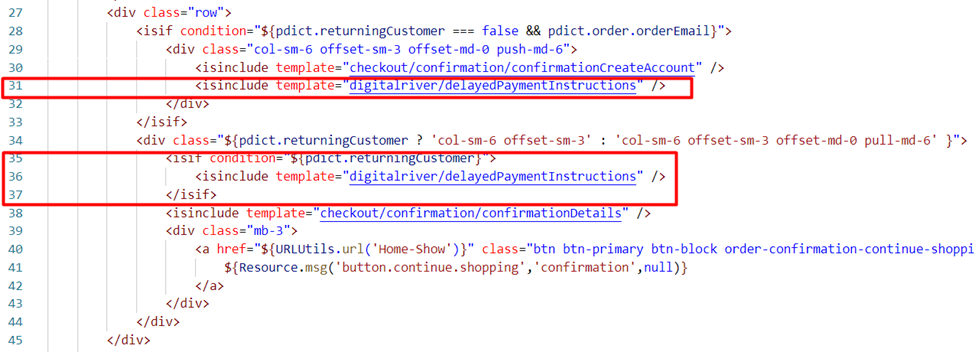 27 <div class="row">
28 <isif condition="${pdict.returningCustomer === false && pdict.order.orderEmail}">
29 <div class="col-sm-6 offset-sm-3 offset-md-0 push-md-6">
30 <isinclude template="checkout/confirmation/confirmationCreateAccount" />
31 <isinclude template="digitalriver/delayedPaymentInstructions" />
32 </div>
33 </isif>
34 <div class="${pdict.returningCustomer ? 'col-sm-6 offset-sm-3' : 'col-sm-6 offset-sm-3 offset-md-0 pull-md-6' }">
35 <isif condition="${pdict.returningCustomer}">
36 <isinclude template="digitalriver/delayedPaymentInstructions" />
37 </isif>
38 <isinclude template="checkout/confirmation/confirmationDetails" />
39 <div class="mb-3">
40 <a href="${URLUtils.url('Home-Show')}" class="btn btn-primary btn-block order-confirmation-continue-shoppi
41 ${Resource.msg('button.continue.shopping','confirmation',null)}
42 </a>
43 </div>
44 </div>
45 </div>